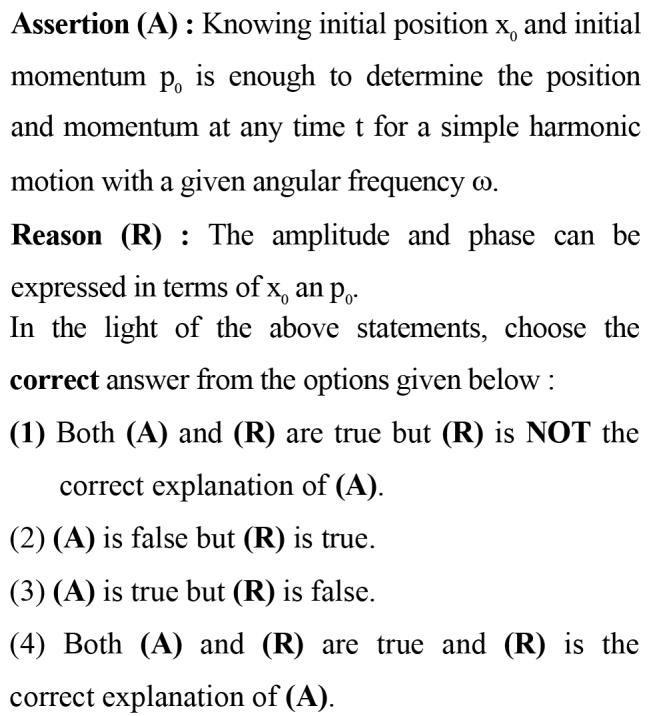 Assertion (A) : Knowing initial position x₀ and initial
momentum p₀ is enough to determine the position
and momentum at any time t for a simple harmonic
motion with a given angular frequency ω.
Reason (R) : The amplitude and phase can be
expressed in terms of x₀ an p₀.
In the light of the above statements, choose the
correct answer from the options given below :
(1) Both (A) and (R) are true but (R) is NOT the
correct explanation of (A).
(2) (A) is false but (R) is true.
(3) (A) is true but (R) is false.
(4) Both (A) and (R) are true and (R) is the
correct explanation of (A).